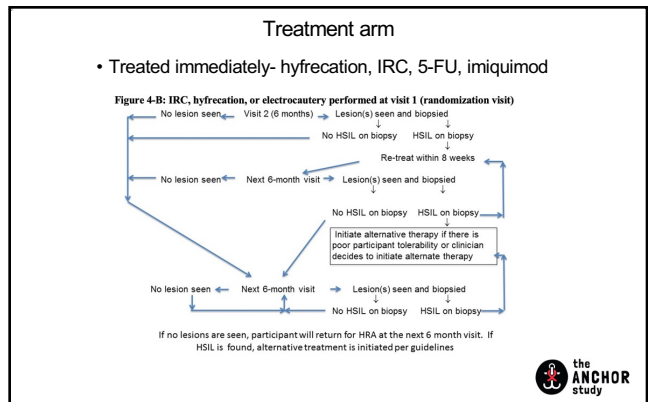 Treatment arm
• Treated immediately- hyfrecation, IRC, 5-FU, imiquimod
Figure 4-B: IRC, hyfrecation, or electrocautery performed at visit 1 (randomization visit)
No lesion seen Visit 2 (6 months) Lesion(s) seen and biopsied
No HSIL on biopsy HSIL on biopsy
Re-treat within 8 weeks
No lesion seen Next 6-month visit Lesion(s) seen and biopsied
No HSIL on biopsy HSIL on biopsy
Initiate alternative therapy if there is
poor participant tolerability or clinician
decides to initiate alternate therapy
No lesion seen Next 6-month visit Lesion(s) seen and biopsied
No HSIL on biopsy HSIL on biopsy
If no lesions are seen, participant will return for HRA at the next 6 month visit. If
HSIL is found, alternative treatment is initiated per guidelines
the
ANCHOR
study